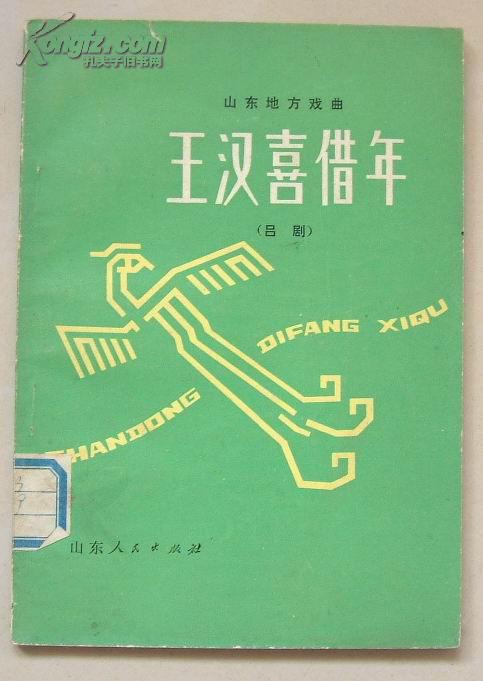 Kongfz.com
孔夫子旧书网
山东地方戏曲
王汉喜借年
（吕剧）
SHANDONG DIFANG XIQU
山东人民出版社